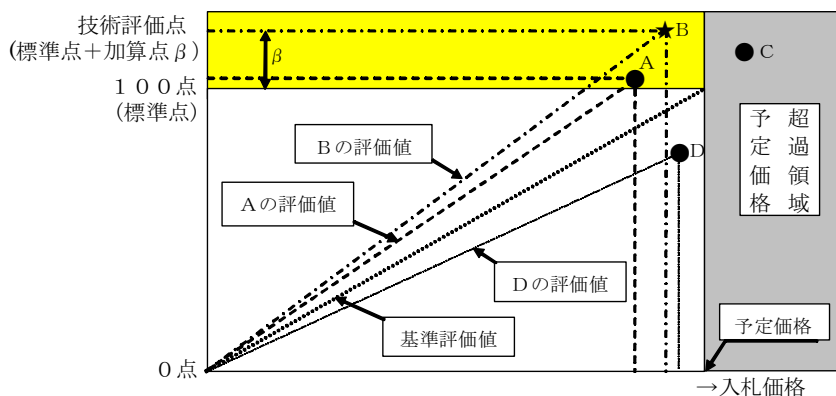 技術評価点
(標準点+加算点β)
β
B
C
A
100点
(標準点)
超過領域
予定価格
Bの評価値
D
Aの評価値
Dの評価値
基準評価値
予定価格
0点
→入札価格